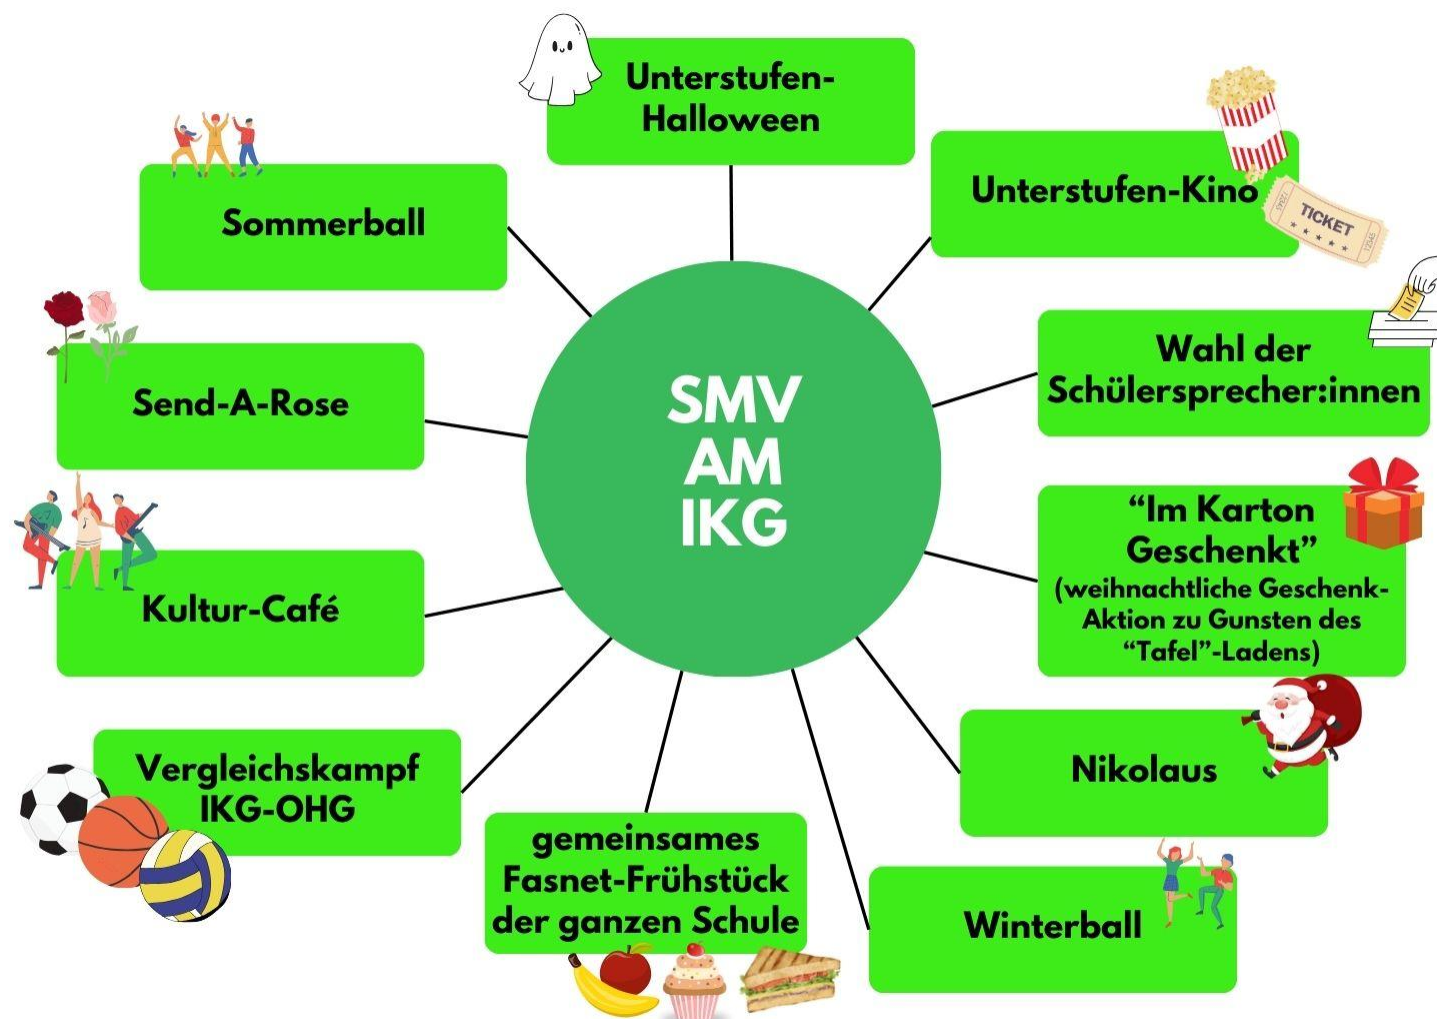 Unterstufen-
Halloween
Unterstufen-Kino
TICKET
12345
12345
Sommerball
Wahl der
Schülersprecher:innen
Send-A-Rose
SMV
AM
IKG
“Im Karton
Geschenkt”
(weihnachtliche Geschenk-
Aktion zu Gunsten des
“Tafel”-Ladens)
Kultur-Café
Nikolaus
Vergleichskampf
IKG-OHG
gemeinsames
Fasnet-Frühstück
der ganzen Schule
Winterball